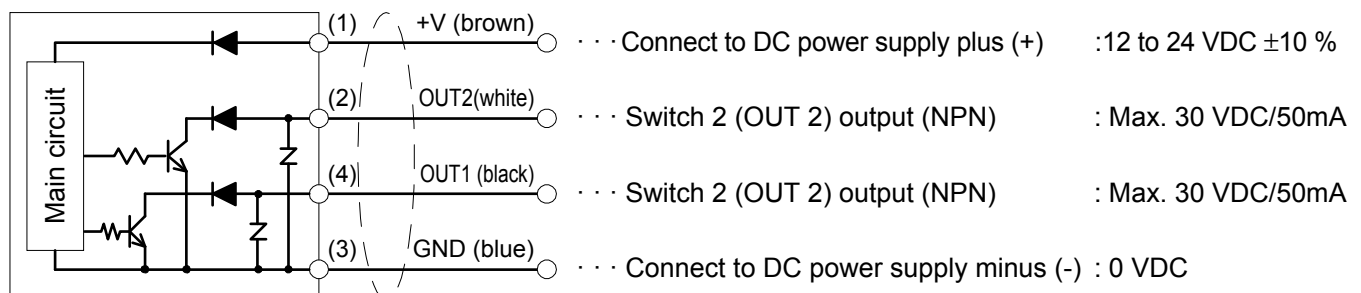 Main circuit
(1) +V (brown) · · · Connect to DC power supply plus (+) :12 to 24 VDC ±10 %
(2) OUT2(white) · · · Switch 2 (OUT 2) output (NPN) : Max. 30 VDC/50mA
(4) OUT1 (black) · · · Switch 2 (OUT 2) output (NPN) : Max. 30 VDC/50mA
(3) GND (blue) · · · Connect to DC power supply minus (-) : 0 VDC